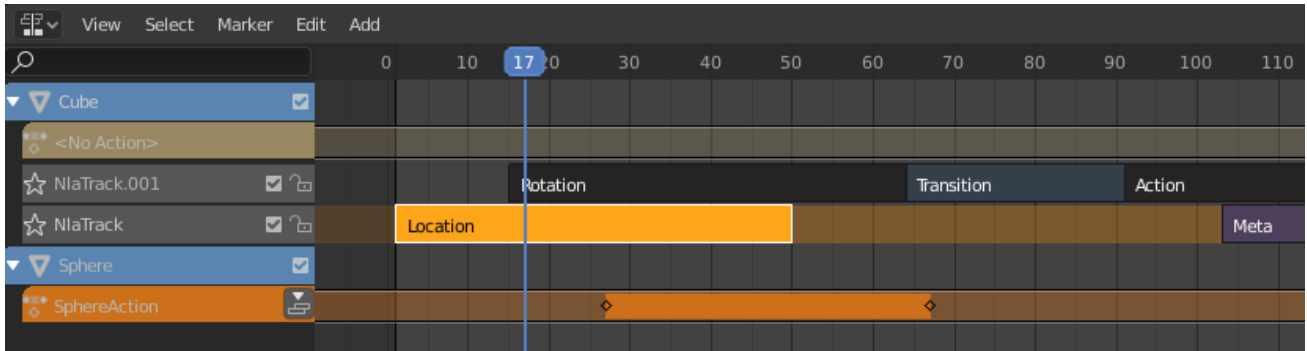 View Select Marker Edit Add
0 10 17 20 30 40 50 60 70 80 90 100 110
Cube
<No Action>
NlaTrack.001 Rotation Transition Action
NlaTrack Location Meta
Sphere
SphereAction